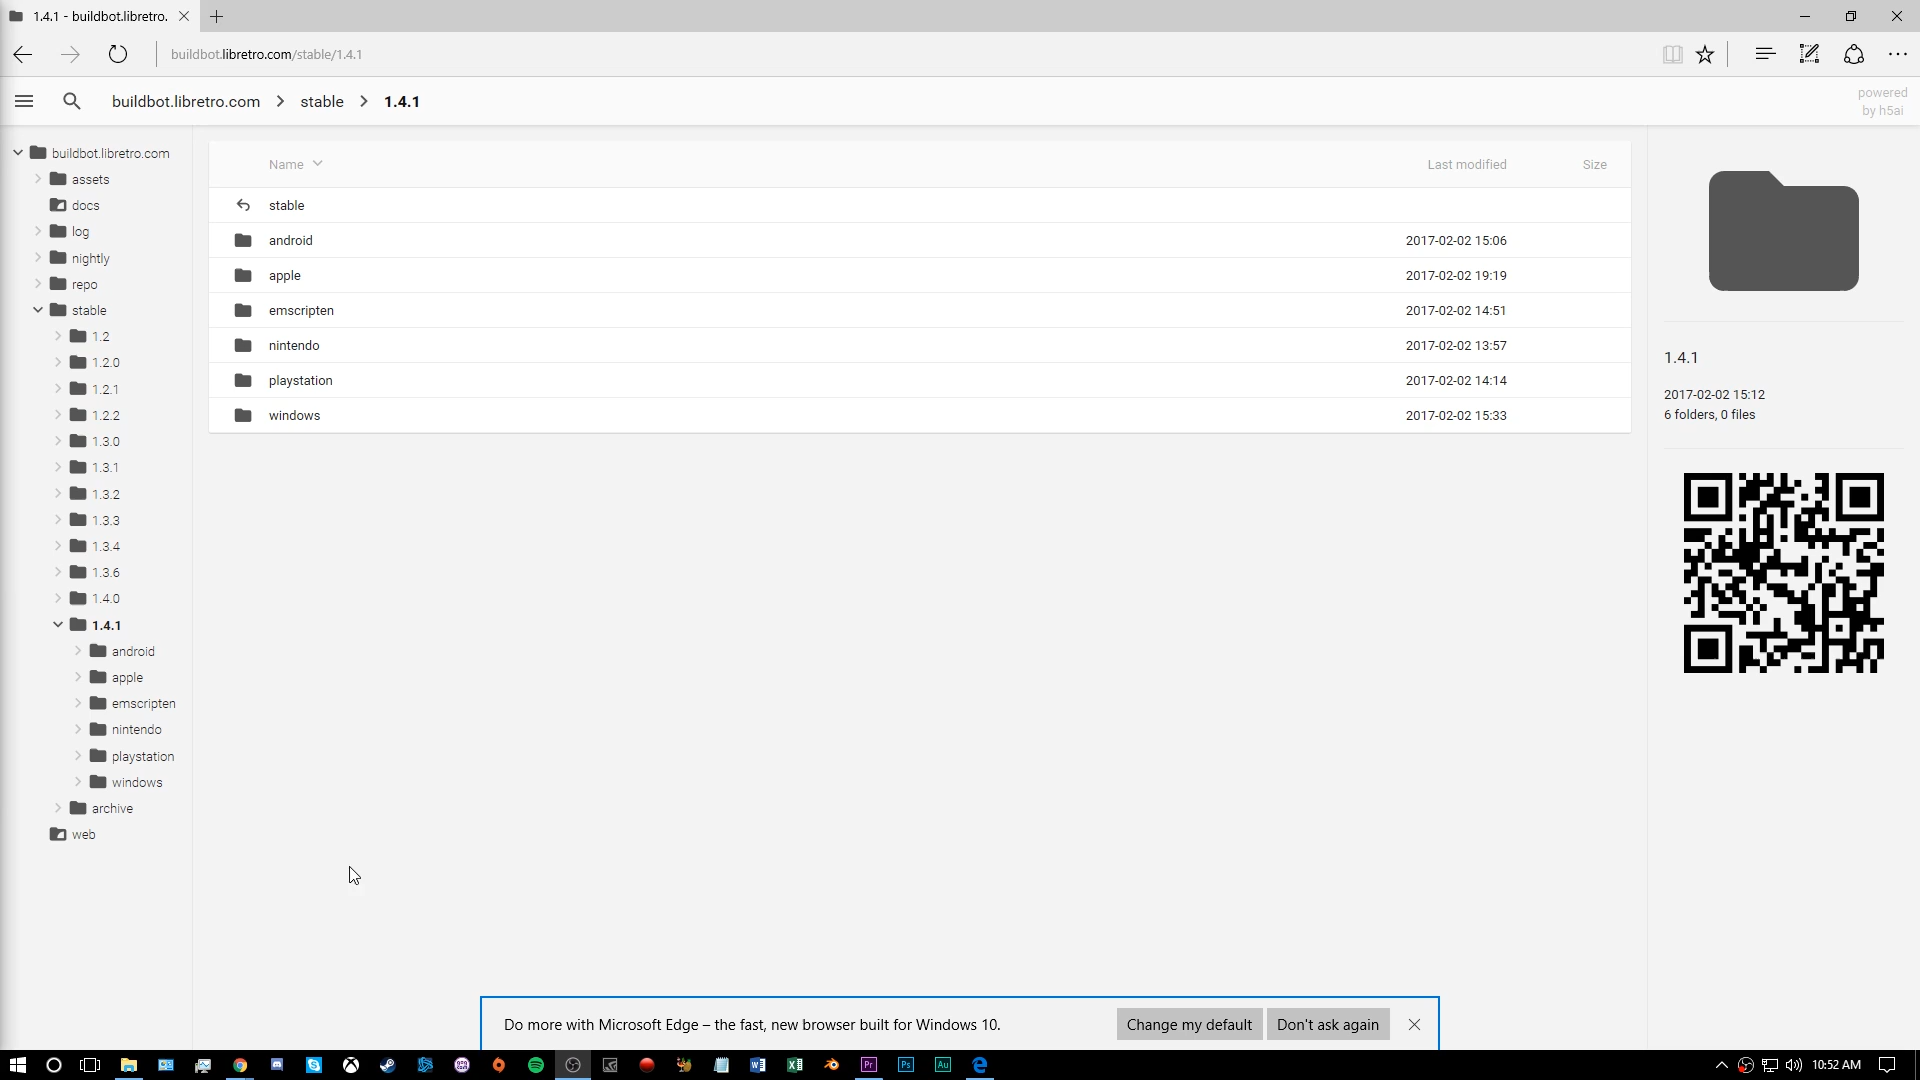 1.4.1 - buildbot.libretro.
buildbot.libretro.com/stable/1.4.1
buildbot.libretro.com > stable > 1.4.1
powered
by h5ai
buildbot.libretro.com
assets
docs
log
nightly
repo
stable
1.2
1.2.0
1.2.1
1.2.2
1.3.0
1.3.1
1.3.2
1.3.3
1.3.4
1.3.6
1.4.0
1.4.1
android
apple
emscripten
nintendo
playstation
windows
archive
web
Name Last modified Size
stable
android 2017-02-02 15:06
apple 2017-02-02 19:19
emscripten 2017-02-02 14:51
nintendo 2017-02-02 13:57
playstation 2017-02-02 14:14
windows 2017-02-02 15:33
1.4.1
2017-02-02 15:12
6 folders, 0 files
Do more with Microsoft Edge – the fast, new browser built for Windows 10. Change my default Don't ask again
Pr Ps Au 10:52 AM